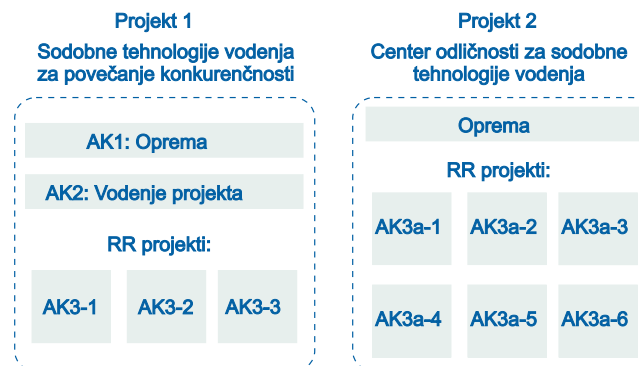 Projekt 1
Sodobne tehnologije vodenja
za povečanje konkurenčnosti
AK1: Oprema
AK2: Vodenje projekta
RR projekti:
AK3-1 AK3-2 AK3-3
Projekt 2
Center odličnosti za sodobne
tehnologije vodenja
Oprema
RR projekti:
AK3a-1 AK3a-2 AK3a-3
AK3a-4 AK3a-5 AK3a-6